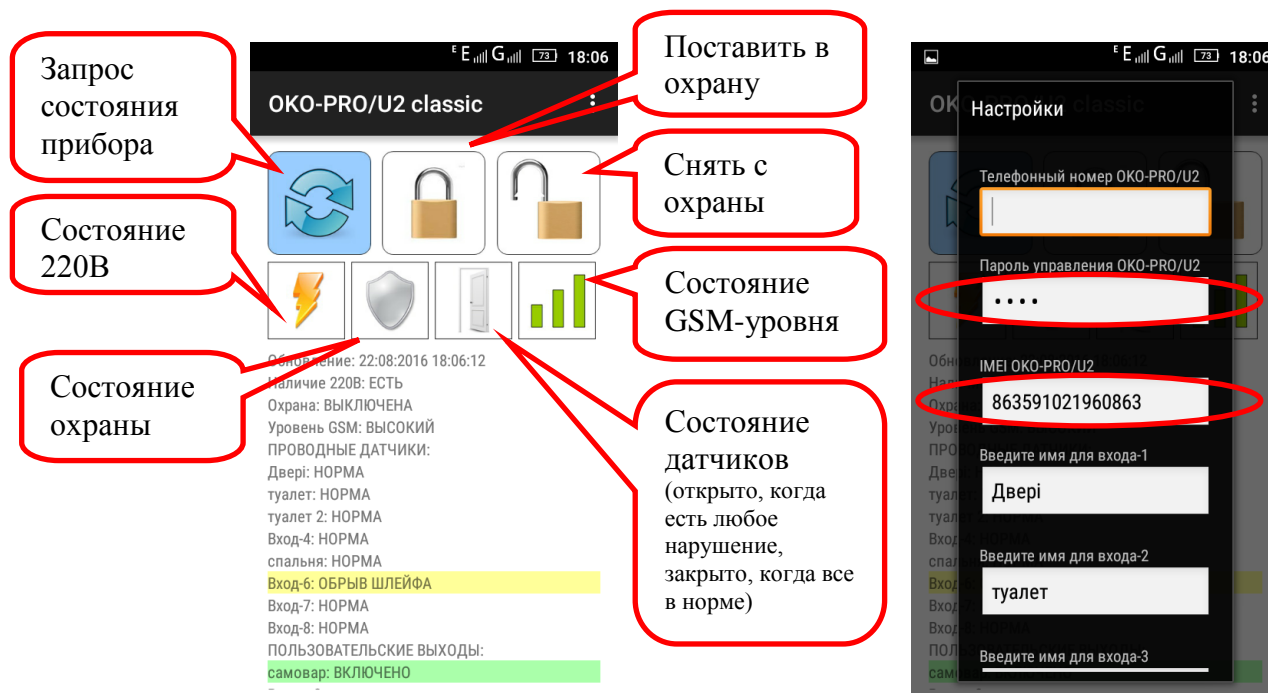 Запрос
состояния
прибора
Состояние
220В
Состояние
охраны
E E G 73 18:06
OKO-PRO/U2 classic
Обновление: 22:08:2016 18:06:12
Наличие 220В: ЕСТЬ
Охрана: ВЫКЛЮЧЕНА
Уровень GSM: ВЫСОКИЙ
ПРОВОДНЫЕ ДАТЧИКИ:
Двері: НОРМА
туалет: НОРМА
туалет 2: НОРМА
Вход-4: НОРМА
спальня: НОРМА
Вход-6: ОБРЫВ ШЛЕЙФА
Вход-7: НОРМА
Вход-8: НОРМА
ПОЛЬЗОВАТЕЛЬСКИЕ ВЫХОДЫ:
самовар: ВКЛЮЧЕНО
Поставить в
охрану
Снять с
охраны
Состояние
GSM-уровня
Состояние
датчиков
(открыто, когда
есть любое
нарушение,
закрыто, когда все
в норме)
E E G 73 18:06
Настройки
Телефонный номер OKO-PRO/U2
Пароль управления OKO-PRO/U2
••••
IMEI OKO-PRO/U2
863591021960863
Введите имя для входа-1
Двері
Введите имя для входа-2
туалет
Введите имя для входа-3